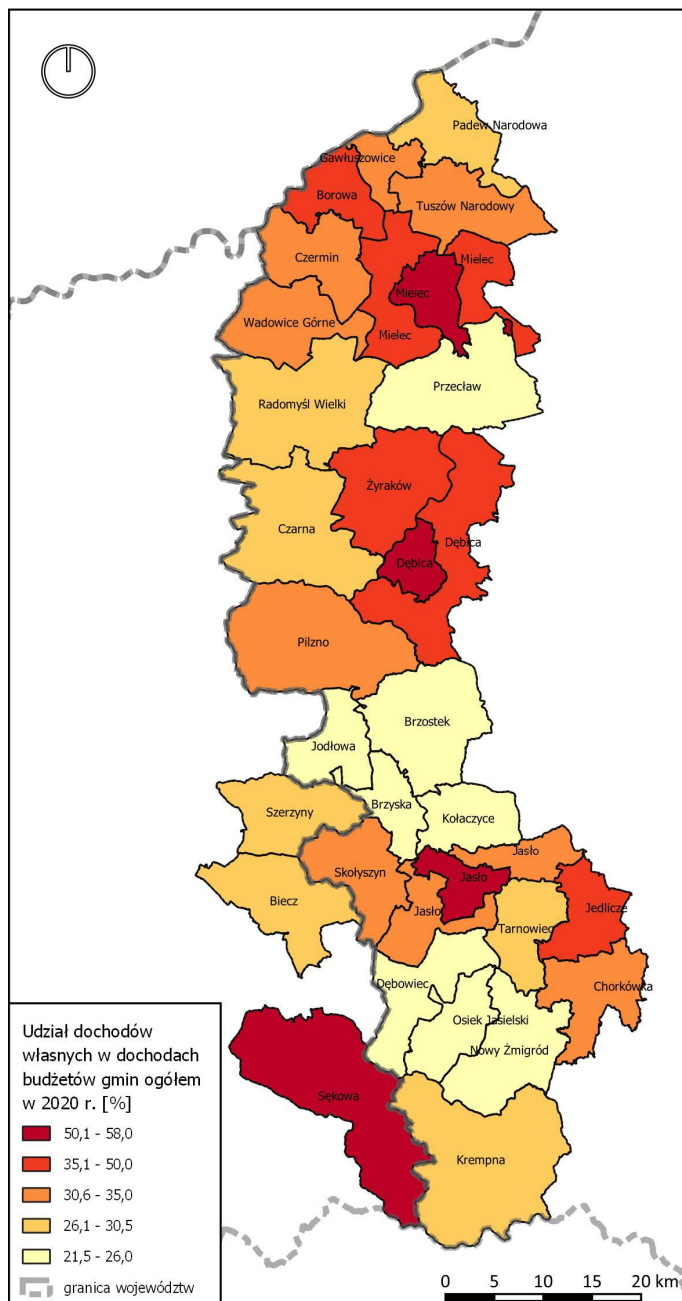 Padew Narodowa
Gawłuszowice
Borowa
Tuszów Narodowy
Czermin
Mielec
Mielec
Wadowice Górne
Mielec
Przecław
Radomyśl Wielki
Żyraków
Czarna
Dębica
Dębica
Pilzno
Brzostek
Jodłowa
Brzyska
Szerzyny
Kołaczyce
Jasło
Skołyszyn
Jasło
Jedlicze
Biecz
Jasło
Tarnowiec
Dębowiec
Chorkówka
Osiek Jasielski
Nowy Żmigród
Sękowa
Krempna
Udział dochodów
własnych w dochodach
budżetów gmin ogółem
w 2020 r. [%]
50,1 - 58,0
35,1 - 50,0
30,6 - 35,0
26,1 - 30,5
21,5 - 26,0
granica województw
0 5 10 15 20 km